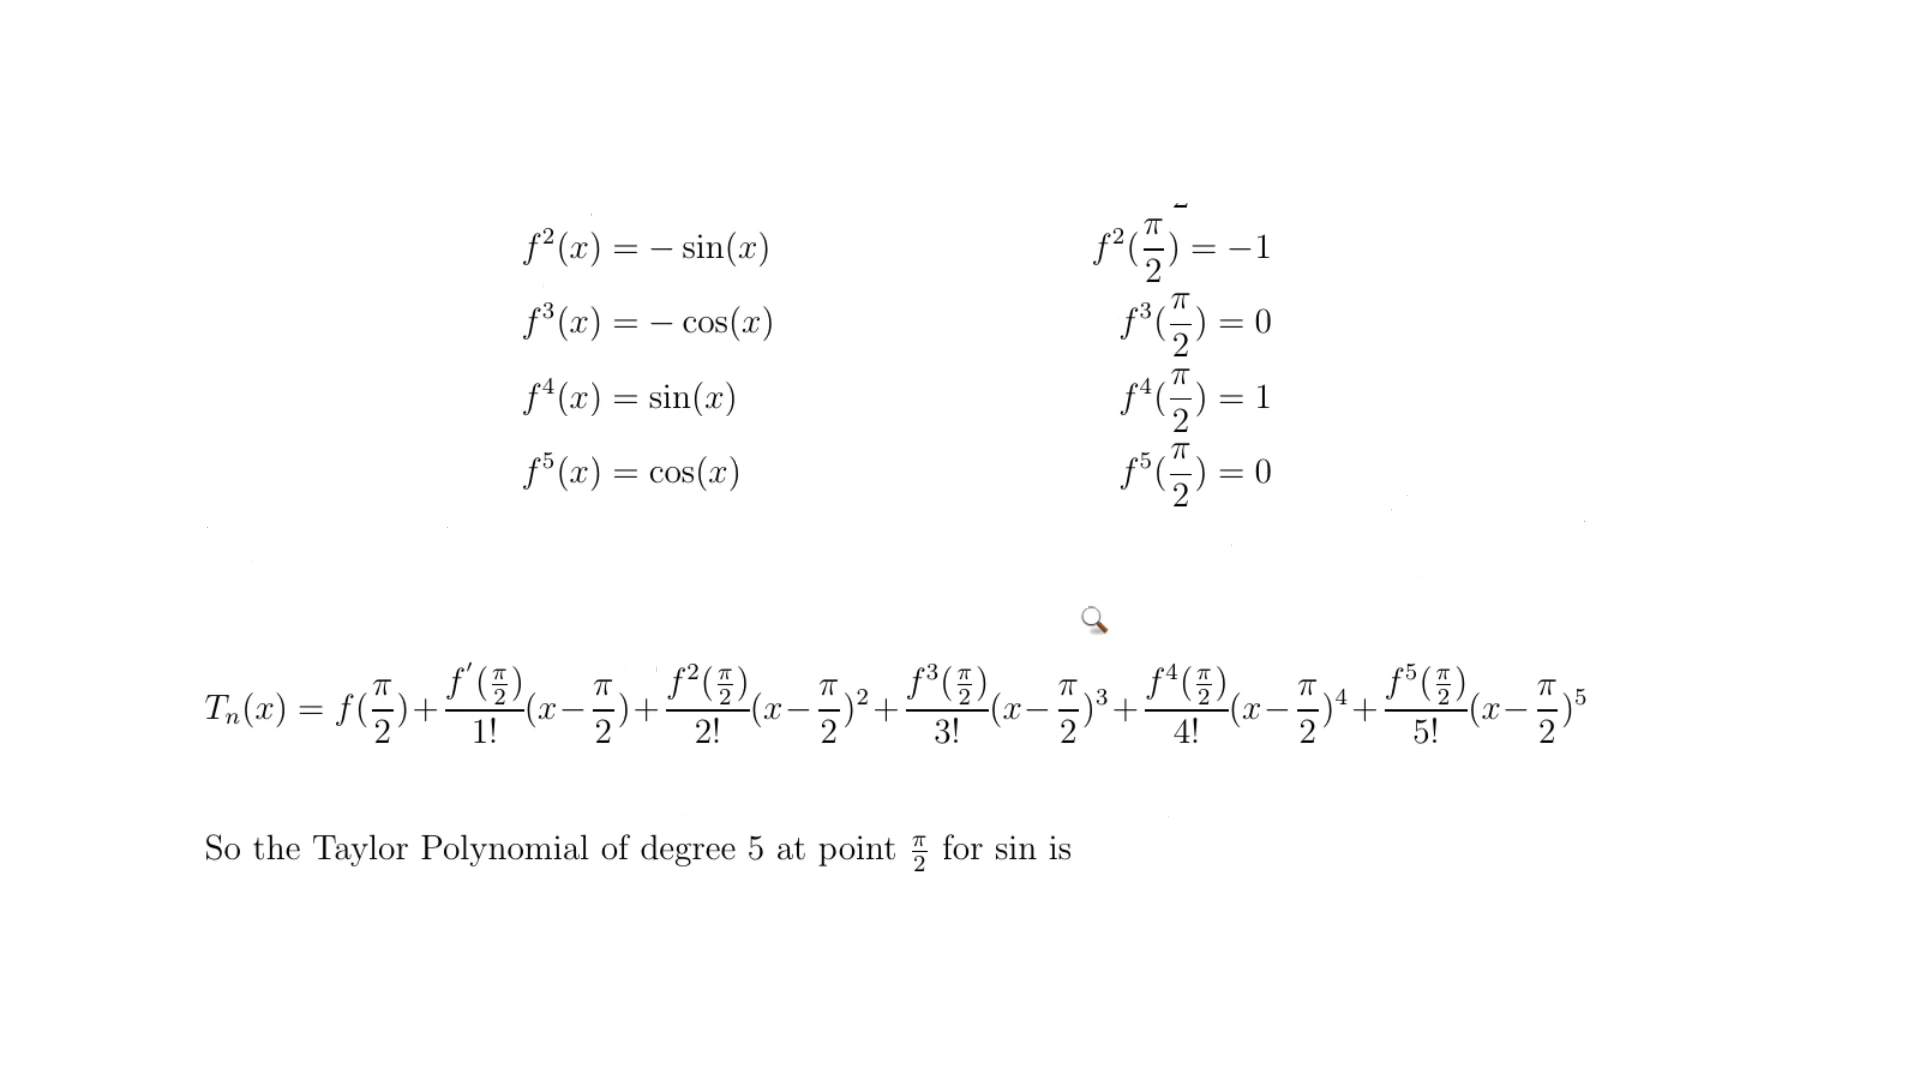 f²(x) = − sin(x) f²(π/2) = −1
f³(x) = − cos(x) f³(π/2) = 0
f⁴(x) = sin(x) f⁴(π/2) = 1
f⁵(x) = cos(x) f⁵(π/2) = 0
Tₙ(x) = f(π/2) + f′(π/2)/1! (x − π/2) + f²(π/2)/2! (x − π/2)² + f³(π/2)/3! (x − π/2)³ + f⁴(π/2)/4! (x − π/2)⁴ + f⁵(π/2)/5! (x − π/2)⁵
So the Taylor Polynomial of degree 5 at point π/2 for sin is